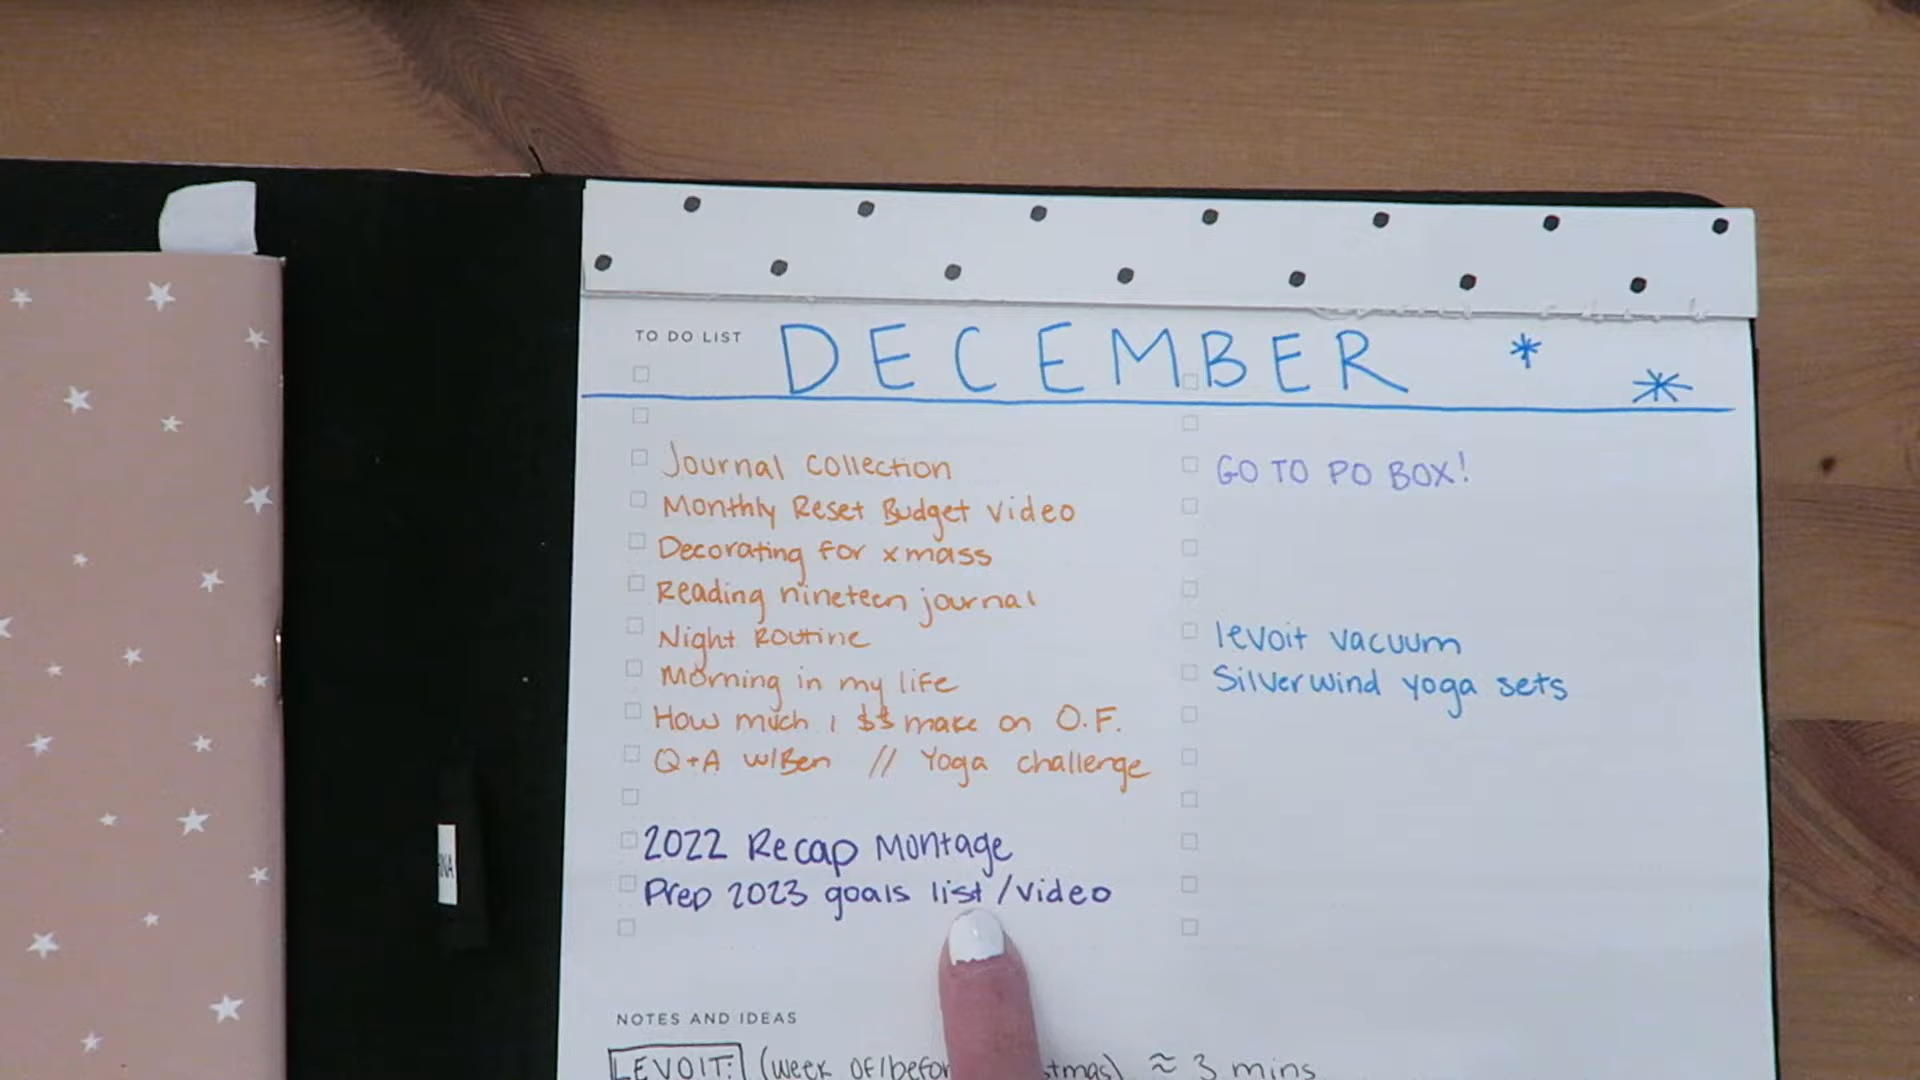 TO DO LIST
DECEMBER
Journal collection
Monthly Reset Budget video
Decorating for xmass
Reading nineteen journal
Night Routine
Morning in my life
How much i $$ make on O.F.
Q+A w/Ben // Yoga challenge
2022 Recap Montage
Prep 2023 goals list/video
GO TO PO BOX!
levoit vacuum
Silverwind yoga sets
NOTES AND IDEAS
LEVOIT: (week of/befor stmas) ≈ 3 mins